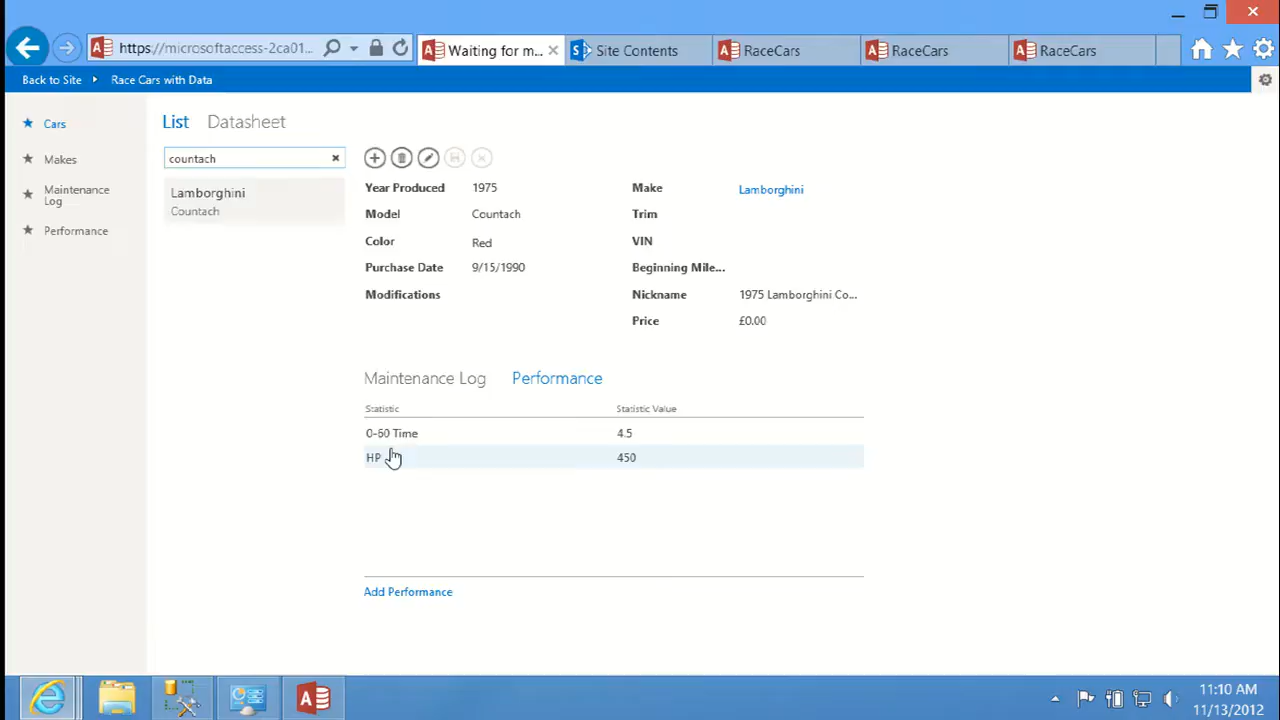 https://microsoftaccess-2ca01...
Waiting for m...
Site Contents
RaceCars
RaceCars
RaceCars
Back to Site
Race Cars with Data
Cars
Makes
Maintenance
Log
Performance
List Datasheet
countach
Lamborghini
Countach
Year Produced 1975 Make Lamborghini
Model Countach Trim
Color Red VIN
Purchase Date 9/15/1990 Beginning Mile...
Modifications Nickname 1975 Lamborghini Co...
Price £0.00
Maintenance Log Performance
Statistic Statistic Value
0-60 Time 4.5
HP 450
Add Performance
11:10 AM
11/13/2012